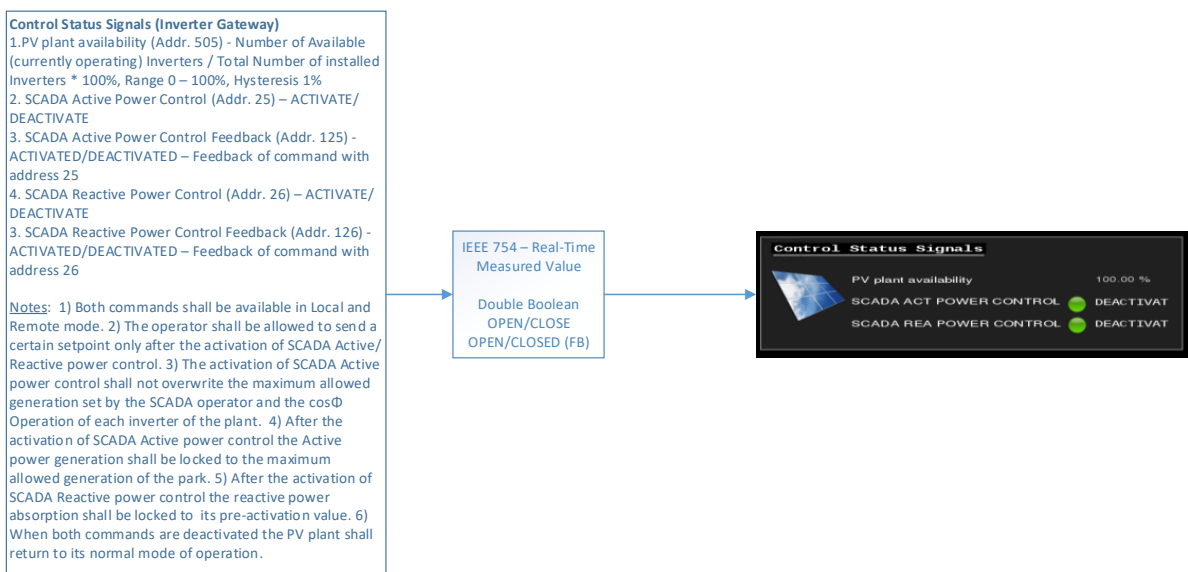 Control Status Signals (Inverter Gateway)
1.PV plant availability (Addr. 505) - Number of Available
(currently operating) Inverters / Total Number of installed
Inverters * 100%, Range 0 – 100%, Hysteresis 1%
2. SCADA Active Power Control (Addr. 25) – ACTIVATE/
DEACTIVATE
3. SCADA Active Power Control Feedback (Addr. 125) -
ACTIVATED/DEACTIVATED – Feedback of command with
address 25
4. SCADA Reactive Power Control (Addr. 26) – ACTIVATE/
DEACTIVATE
3. SCADA Reactive Power Control Feedback (Addr. 126) -
ACTIVATED/DEACTIVATED – Feedback of command with
address 26
Notes: 1) Both commands shall be available in Local and
Remote mode. 2) The operator shall be allowed to send a
certain setpoint only after the activation of SCADA Active/
Reactive power control. 3) The activation of SCADA Active
power control shall not overwrite the maximum allowed
generation set by the SCADA operator and the cosΦ
Operation of each inverter of the plant. 4) After the
activation of SCADA Active power control the Active
power generation shall be locked to the maximum
allowed generation of the park. 5) After the activation of
SCADA Reactive power control the reactive power
absorption shall be locked to its pre-activation value. 6)
When both commands are deactivated the PV plant shall
return to its normal mode of operation.
IEEE 754 – Real-Time
Measured Value
Double Boolean
OPEN/CLOSE
OPEN/CLOSED (FB)
Control Status Signals
PV plant availability 100.00 %
SCADA ACT POWER CONTROL DEACTIVAT
SCADA REA POWER CONTROL DEACTIVAT